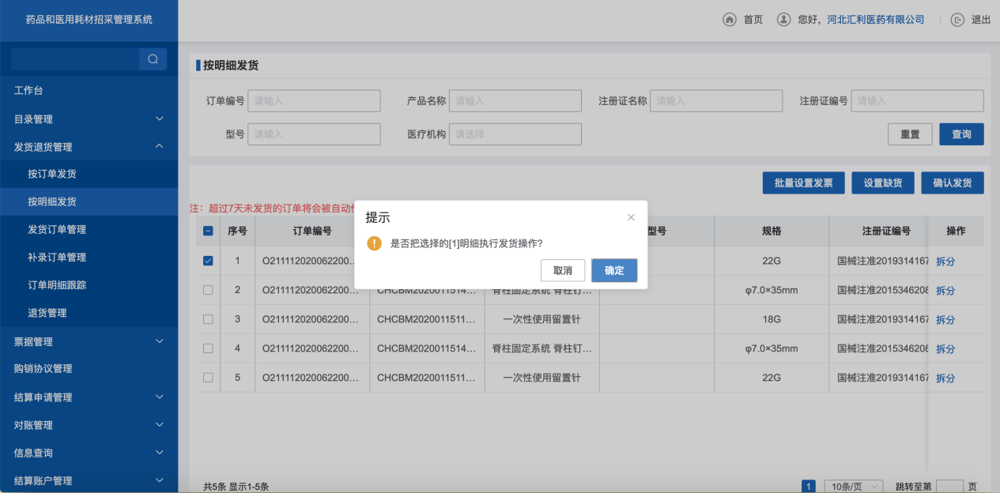 药品和医用耗材招采管理系统
首页
您好，河北汇利医药有限公司
退出
工作台
目录管理
发货退货管理
按订单发货
按明细发货
发货订单管理
补录订单管理
订单明细跟踪
退货管理
票据管理
购销协议管理
结算申请管理
对账管理
信息查询
结算账户管理
按明细发货
订单编号 请输入 产品名称 请输入 注册证名称 请输入 注册证编号 请输入
型号 请输入 医疗机构 请选择 重置 查询
批量设置发票 设置缺货 确认发货
注：超过7天未发货的订单将会被自动
提示
是否把选择的[1]明细执行发货操作?
取消 确定
序号 订单编号 型号 规格 注册证编号 操作
1 O211112020062200... 22G 国械注准2019314167 拆分
2 O211112020062200... CHCBM2020011514... 脊柱固定系统 脊柱钉... φ7.0×35mm 国械注准2015346208 拆分
3 O211112020062200... CHCBM2020011511... 一次性使用留置针 18G 国械注准2019314167 拆分
4 O211112020062200... CHCBM2020011514... 脊柱固定系统 脊柱钉... φ7.0×35mm 国械注准2015346208 拆分
5 O211112020062200... CHCBM2020011511... 一次性使用留置针 22G 国械注准2019314167 拆分
共5条 显示1-5条 1 10条/页 跳转至第 页